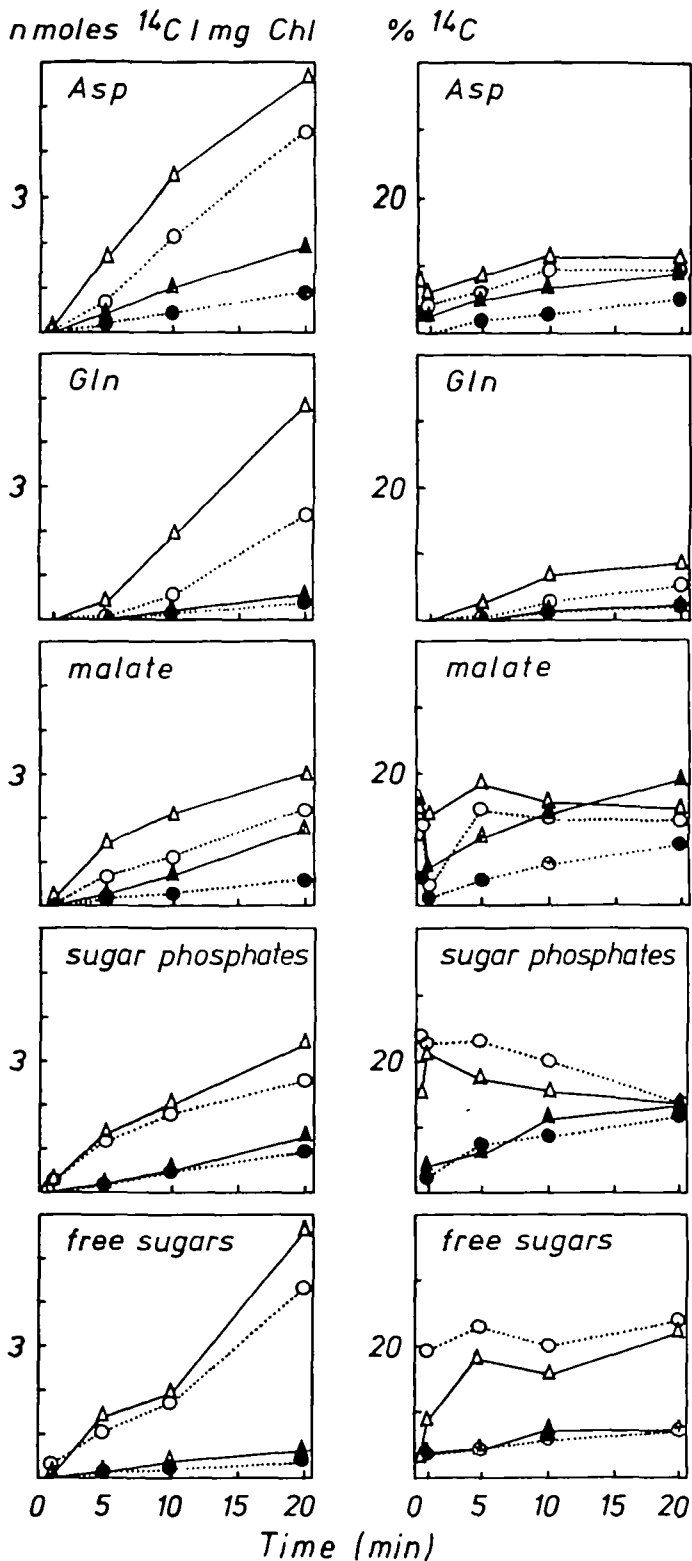 nmoles ¹⁴C / mg Chl
% ¹⁴C
Asp
3
Asp
20
Gln
3
Gln
20
malate
3
malate
20
sugar phosphates
3
sugar phosphates
20
free sugars
3
free sugars
20
0 5 10 15 20
0 5 10 15 20
Time (min)